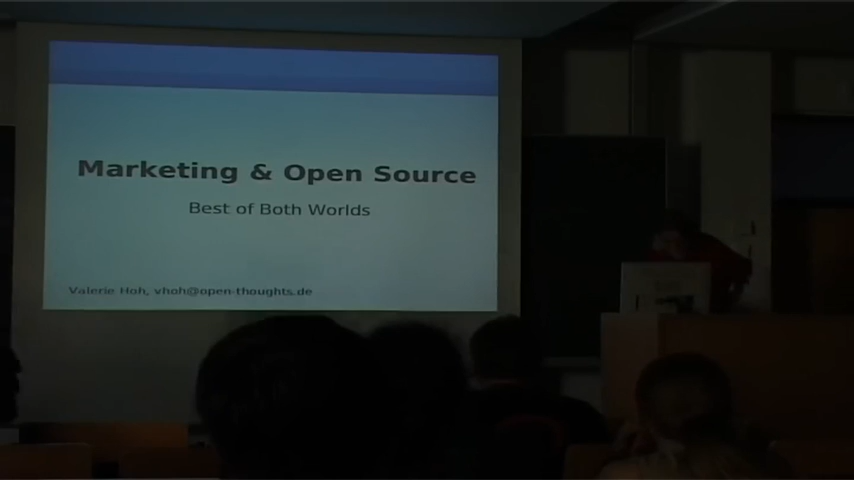 Marketing & Open Source
Best of Both Worlds
Valerie Hoh, vhoh@open-thoughts.de